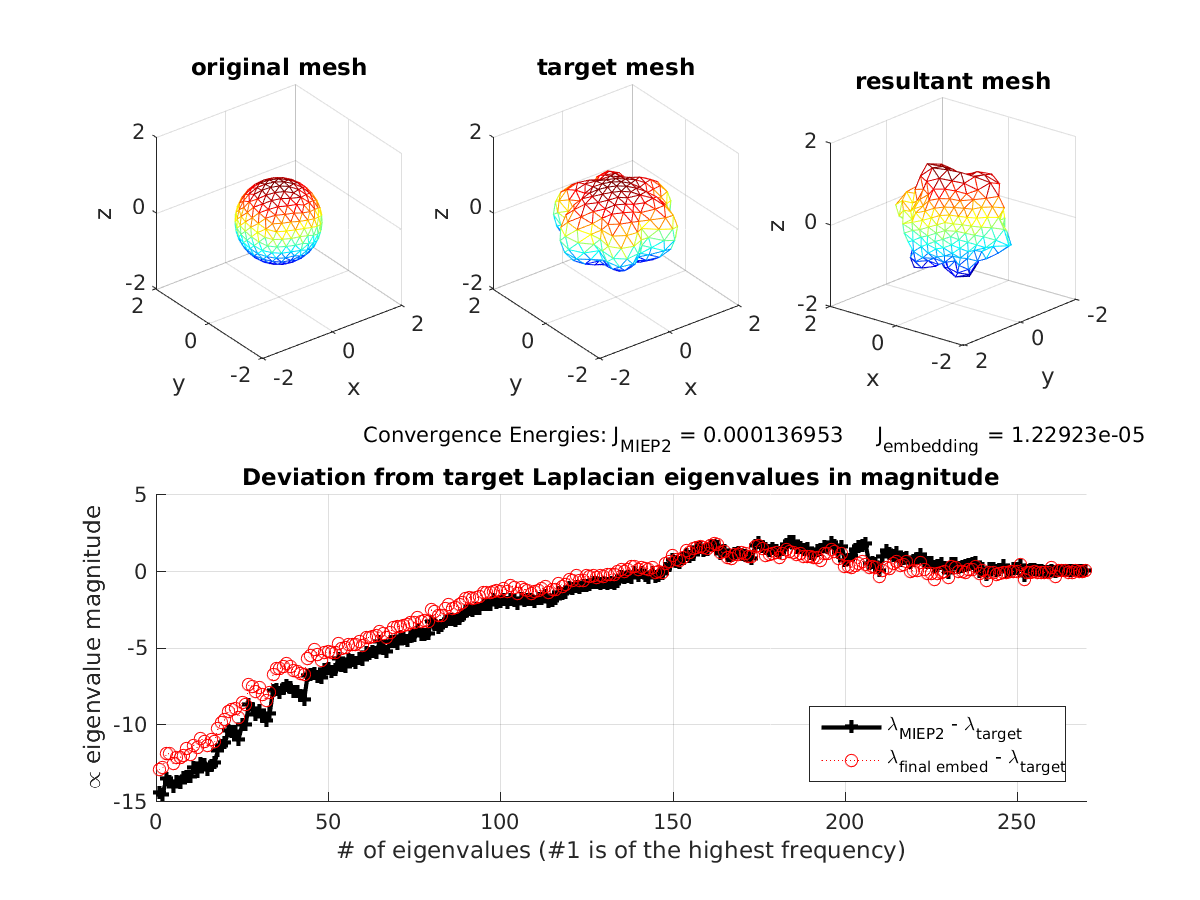 original mesh
target mesh
resultant mesh
2
0
-2
z
2
0
-2
y
-2
0
2
x
2
0
-2
z
2
0
-2
y
-2
0
2
x
2
0
-2
z
2
0
-2
x
2
0
-2
y
Convergence Energies: J_MIEP2 = 0.000136953 J_embedding = 1.22923e-05
Deviation from target Laplacian eigenvalues in magnitude
5
0
-5
-10
-15
∝ eigenvalue magnitude
λ_MIEP2 - λ_target
λ_final embed - λ_target
0 50 100 150 200 250
# of eigenvalues (#1 is of the highest frequency)